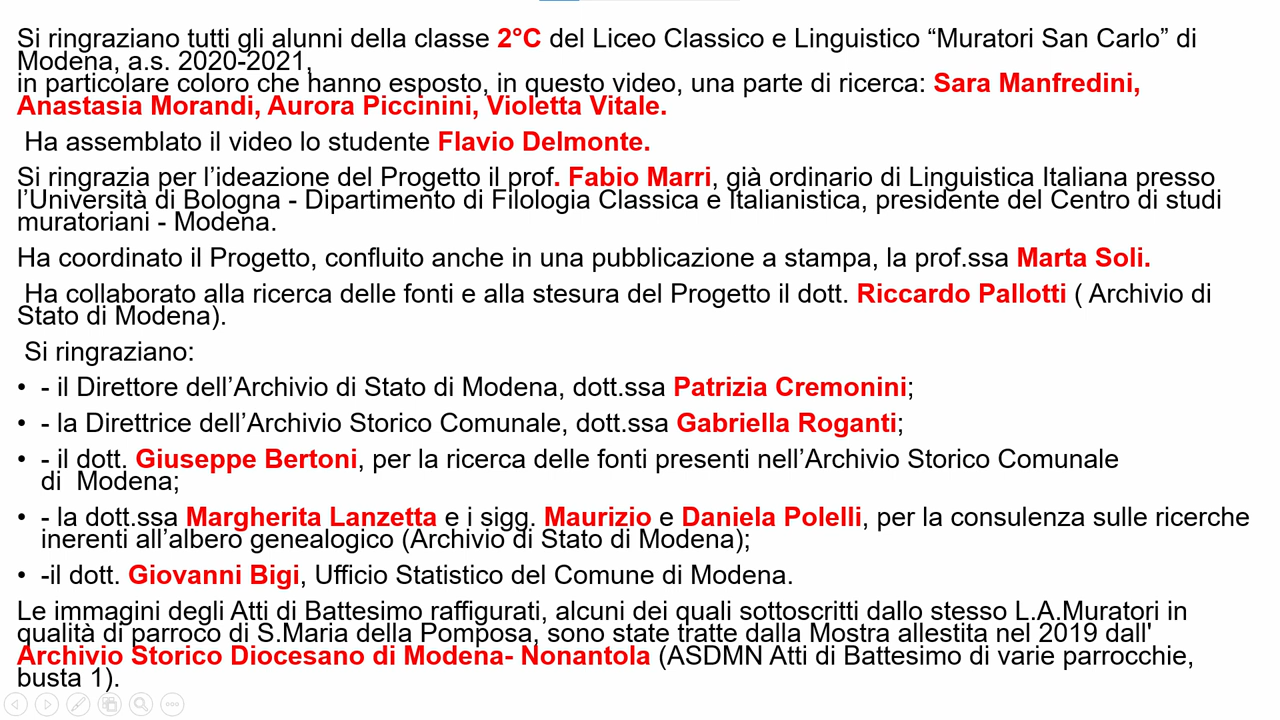 Si ringraziano tutti gli alunni della classe 2°C del Liceo Classico e Linguistico “Muratori San Carlo” di
Modena, a.s. 2020-2021,
in particolare coloro che hanno esposto, in questo video, una parte di ricerca: Sara Manfredini,
Anastasia Morandi, Aurora Piccinini, Violetta Vitale.
Ha assemblato il video lo studente Flavio Delmonte.
Si ringrazia per l’ideazione del Progetto il prof. Fabio Marri, già ordinario di Linguistica Italiana presso
l’Università di Bologna - Dipartimento di Filologia Classica e Italianistica, presidente del Centro di studi
muratoriani - Modena.
Ha coordinato il Progetto, confluito anche in una pubblicazione a stampa, la prof.ssa Marta Soli.
Ha collaborato alla ricerca delle fonti e alla stesura del Progetto il dott. Riccardo Pallotti ( Archivio di
Stato di Modena).
Si ringraziano:
• - il Direttore dell’Archivio di Stato di Modena, dott.ssa Patrizia Cremonini;
• - la Direttrice dell’Archivio Storico Comunale, dott.ssa Gabriella Roganti;
• - il dott. Giuseppe Bertoni, per la ricerca delle fonti presenti nell’Archivio Storico Comunale
di  Modena;
• - la dott.ssa Margherita Lanzetta e i sigg. Maurizio e Daniela Polelli, per la consulenza sulle ricerche
inerenti all’albero genealogico (Archivio di Stato di Modena);
• -il dott. Giovanni Bigi, Ufficio Statistico del Comune di Modena.
Le immagini degli Atti di Battesimo raffigurati, alcuni dei quali sottoscritti dallo stesso L.A.Muratori in
qualità di parroco di S.Maria della Pomposa, sono state tratte dalla Mostra allestita nel 2019 dall'
Archivio Storico Diocesano di Modena- Nonantola (ASDMN Atti di Battesimo di varie parrocchie,
busta 1).